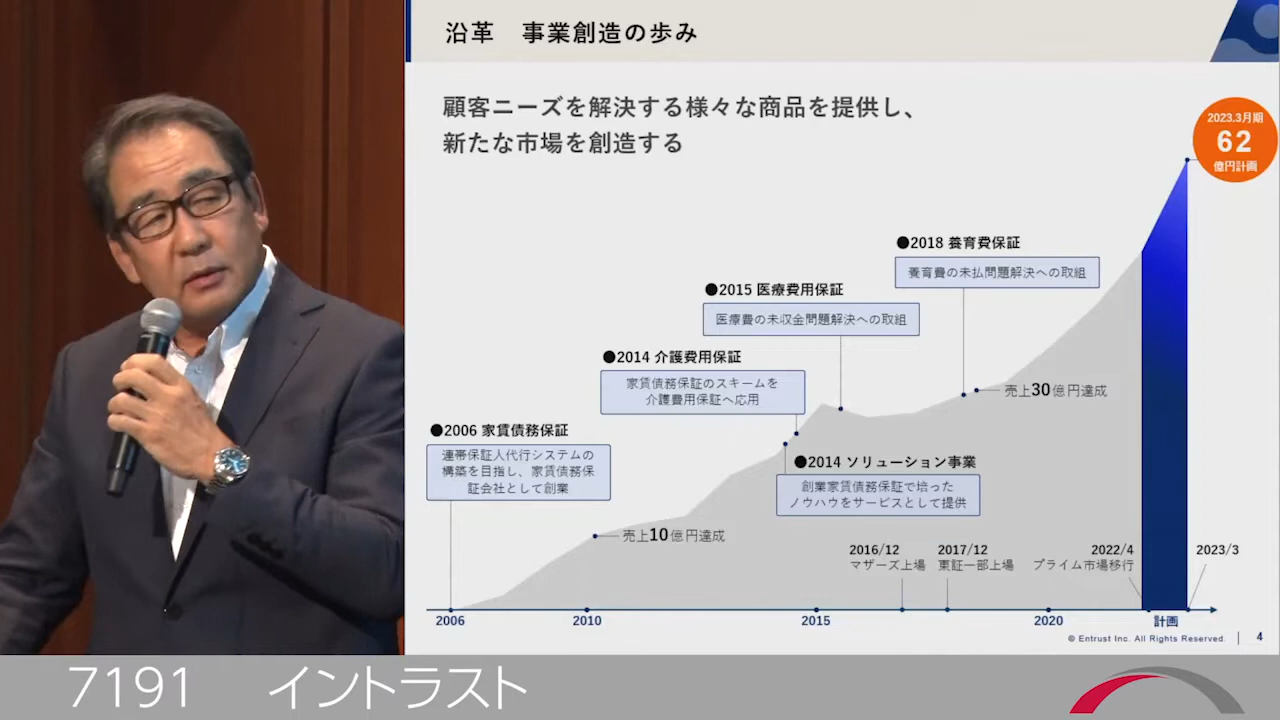 沿革 事業創造の歩み
顧客ニーズを解決する様々な商品を提供し、
新たな市場を創造する
2023.3月期
62
億円計画
●2018 養育費保証
養育費の未払問題解決への取組
●2015 医療費用保証
医療費の未収金問題解決への取組
●2014 介護費用保証
家賃債務保証のスキームを
介護費用保証へ応用
売上30億円達成
●2006 家賃債務保証
連帯保証人代行システムの
構築を目指し、家賃債務保
証会社として創業
●2014 ソリューション事業
創業家賃債務保証で培った
ノウハウをサービスとして提供
売上10億円達成
2016/12
マザーズ上場
2017/12
東証一部上場
2022/4
プライム市場移行
2023/3
2006
2010
2015
2020
計画
© Entrust Inc. All Rights Reserved.
4
7191 イントラスト